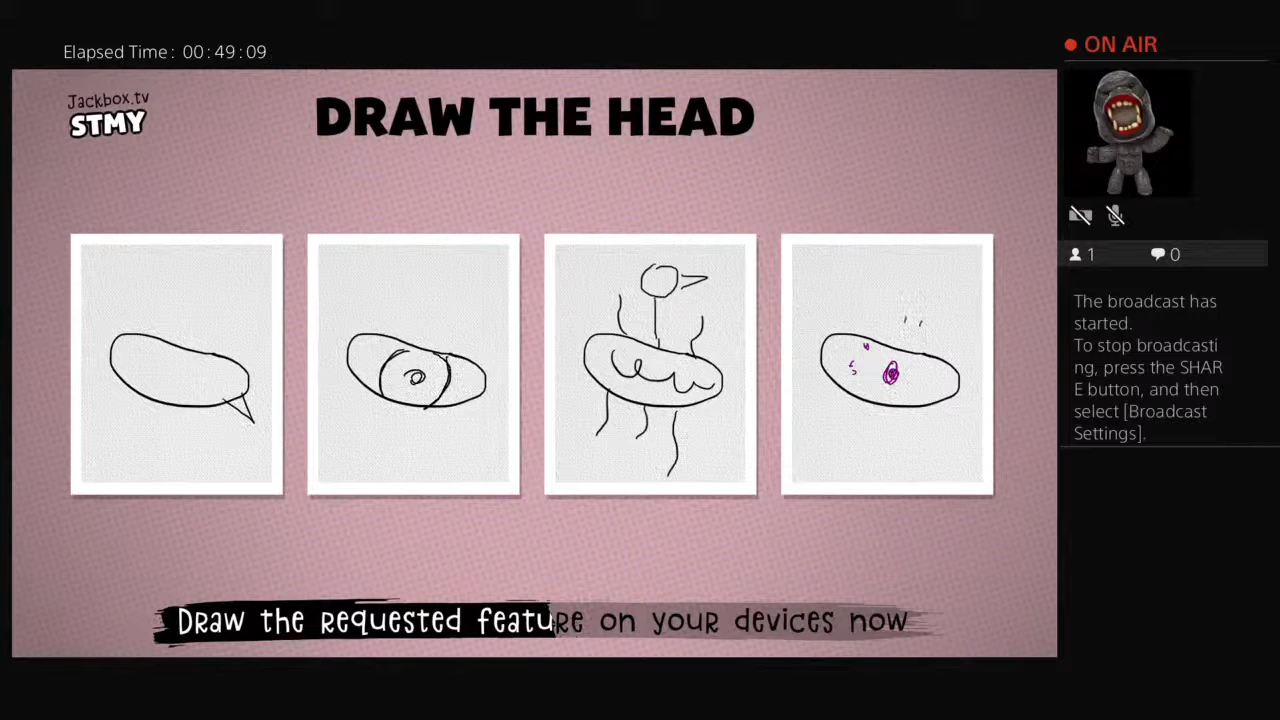 Elapsed Time: 00:49:09
ON AIR
Jackbox.tv
STMY
DRAW THE HEAD
1
0
The broadcast has
started.
To stop broadcasti
ng, press the SHAR
E button, and then
select [Broadcast
Settings].
Draw the requested feature on your devices now